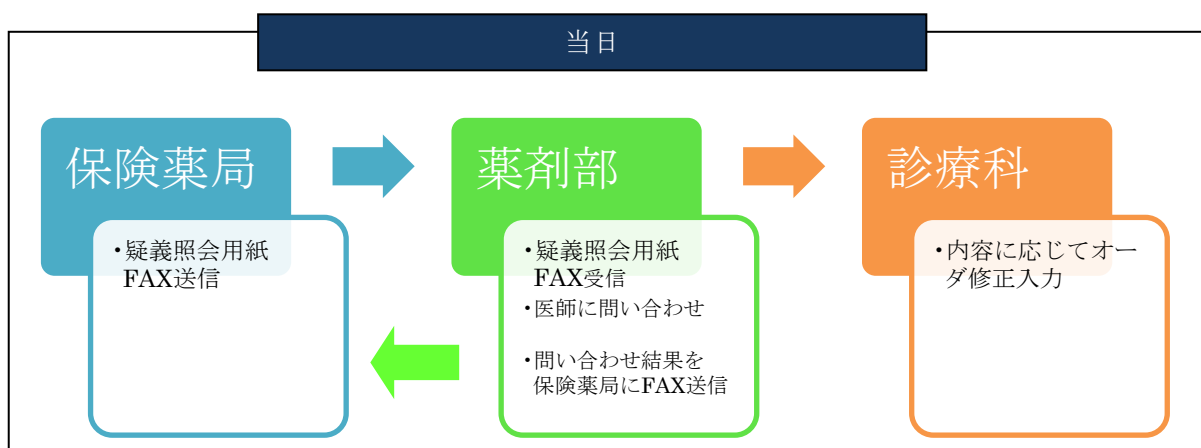 当日
保険薬局
・疑義照会用紙
FAX送信
薬剤部
・疑義照会用紙
FAX受信
・医師に問い合わせ
・問い合わせ結果を
保険薬局にFAX送信
診療科
・内容に応じてオー
ダ修正入力